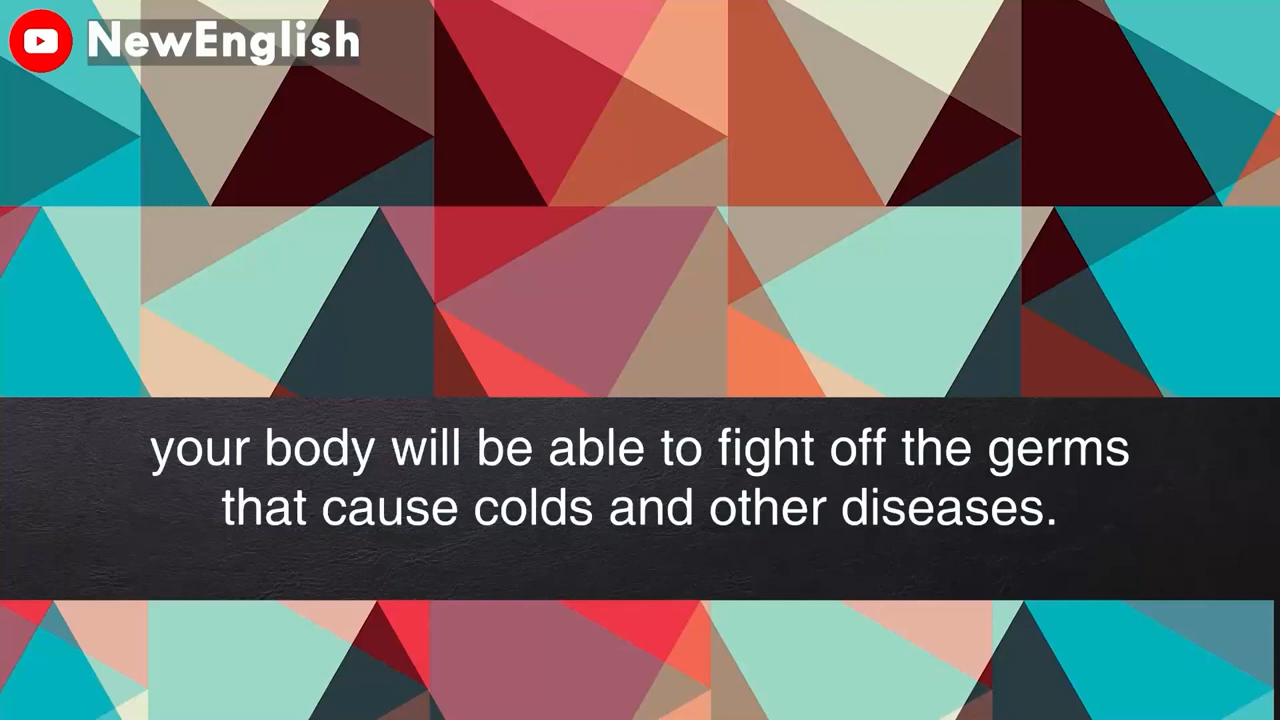 NewEnglish
your body will be able to fight off the germs
that cause colds and other diseases.